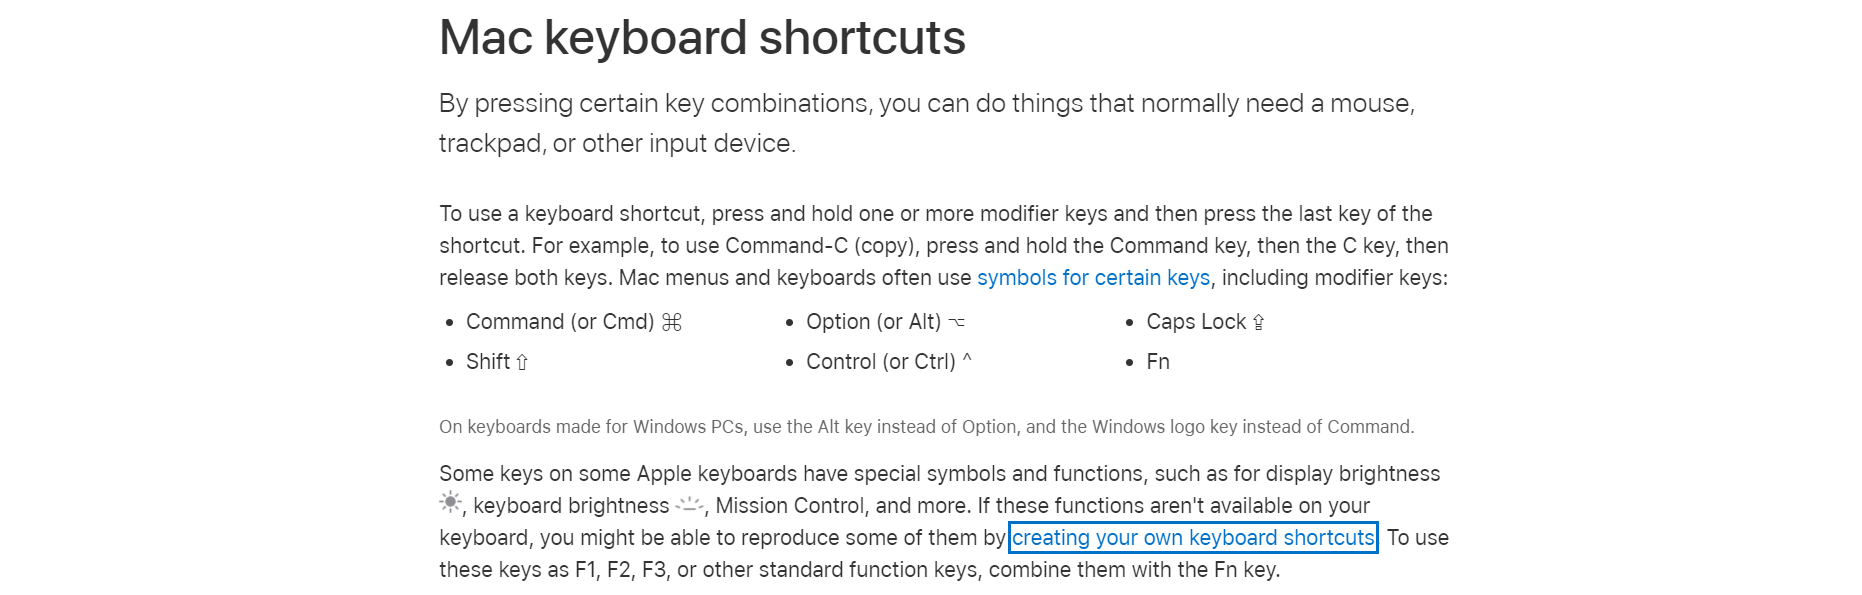 Mac keyboard shortcuts
By pressing certain key combinations, you can do things that normally need a mouse,
trackpad, or other input device.
To use a keyboard shortcut, press and hold one or more modifier keys and then press the last key of the
shortcut. For example, to use Command-C (copy), press and hold the Command key, then the C key, then
release both keys. Mac menus and keyboards often use symbols for certain keys, including modifier keys:
• Command (or Cmd) ⌘
• Option (or Alt) ⌥
• Caps Lock ⇪
• Shift ⇧
• Control (or Ctrl) ^
• Fn
On keyboards made for Windows PCs, use the Alt key instead of Option, and the Windows logo key instead of Command.
Some keys on some Apple keyboards have special symbols and functions, such as for display brightness
, keyboard brightness , Mission Control, and more. If these functions aren't available on your
keyboard, you might be able to reproduce some of them by creating your own keyboard shortcuts To use
these keys as F1, F2, F3, or other standard function keys, combine them with the Fn key.